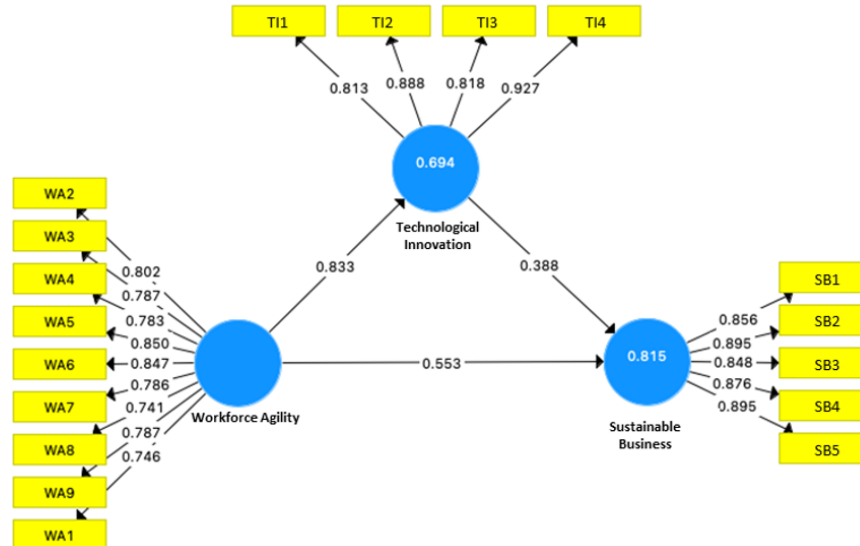 TI1
TI2
TI3
TI4
0.813
0.888
0.818
0.927
0.694
Technological
Innovation
WA2
WA3
WA4
WA5
WA6
WA7
WA8
WA9
WA1
0.802
0.787
0.783
0.850
0.847
0.786
0.741
0.787
0.746
Workforce Agility
0.833
0.388
0.553
0.815
Sustainable
Business
0.856
0.895
0.848
0.876
0.895
SB1
SB2
SB3
SB4
SB5